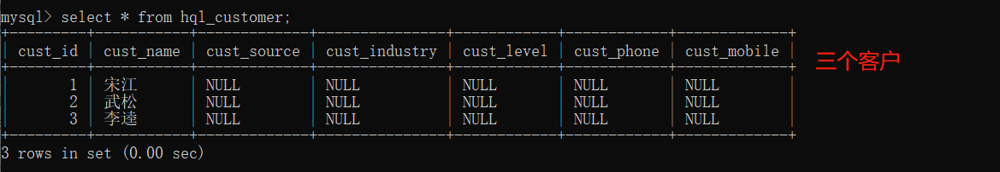 mysql> select * from hql_customer;
+---------+-----------+-------------+---------------+------------+------------+-------------+
| cust_id | cust_name | cust_source | cust_industry | cust_level | cust_phone | cust_mobile |
+---------+-----------+-------------+---------------+------------+------------+-------------+
| 1 | 宋江 | NULL | NULL | NULL | NULL | NULL |
| 2 | 武松 | NULL | NULL | NULL | NULL | NULL |
| 3 | 李逵 | NULL | NULL | NULL | NULL | NULL |
+---------+-----------+-------------+---------------+------------+------------+-------------+
3 rows in set (0.00 sec)
三个客户